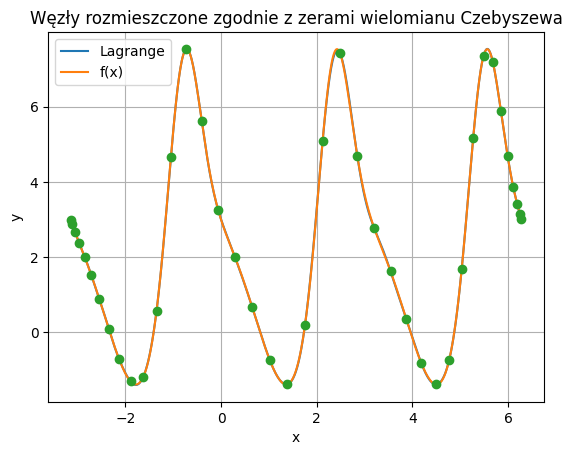 Węzły rozmieszczone zgodnie z zerami wielomianu Czebyszewa
Lagrange
f(x)
6
4
2
0
y
−2
0
2
4
6
x